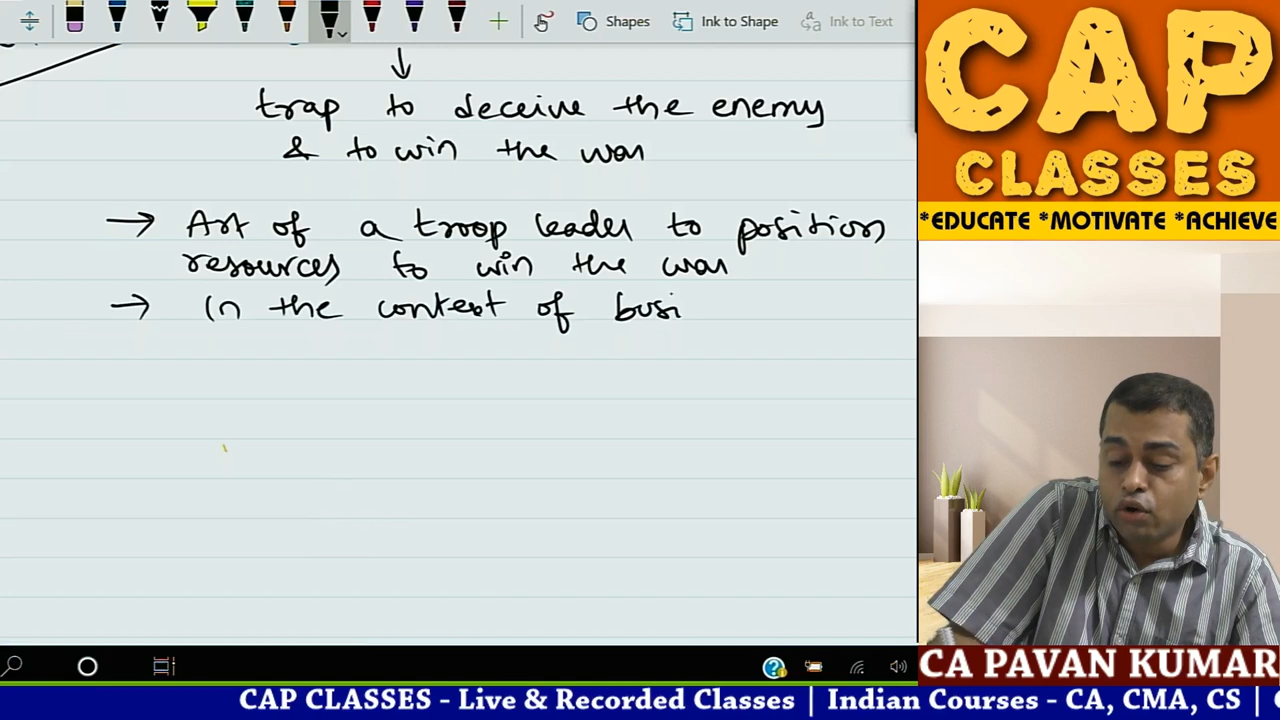 Shapes
Ink to Shape
Ink to Text
trap to deceive the enemy
& to win the war
→ Art of a troop leader to position
resources to win the war
→ In the context of busi
CAP
CLASSES
*EDUCATE *MOTIVATE *ACHIEVE
CA PAVAN KUMAR
CAP CLASSES - Live & Recorded Classes | Indian Courses - CA, CMA, CS |